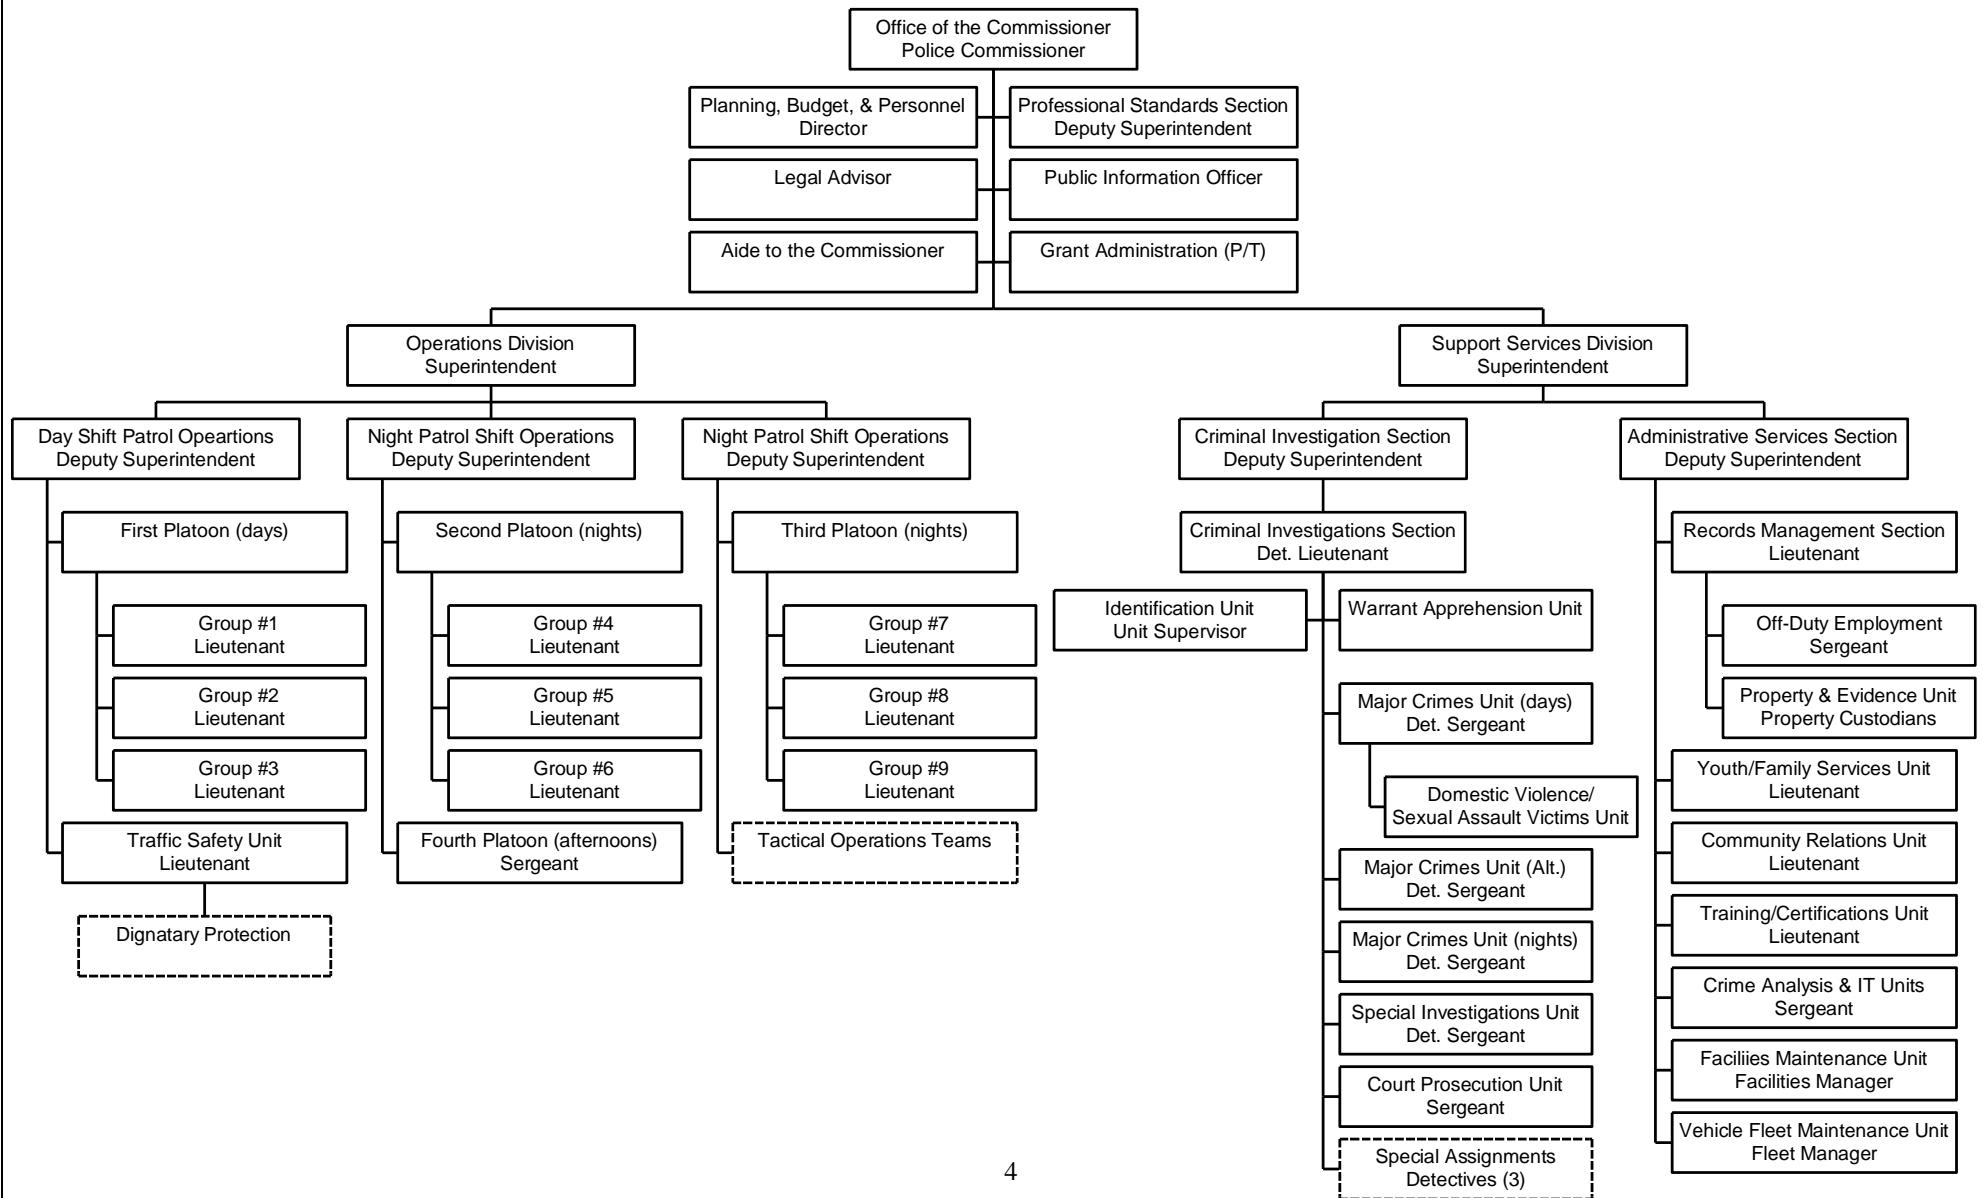 Office of the Commissioner
Police Commissioner
Planning, Budget, & Personnel
Director
Professional Standards Section
Deputy Superintendent
Legal Advisor
Public Information Officer
Aide to the Commissioner
Grant Administration (P/T)
Operations Division
Superintendent
Support Services Division
Superintendent
Day Shift Patrol Opeartions
Deputy Superintendent
Night Patrol Shift Operations
Deputy Superintendent
Night Patrol Shift Operations
Deputy Superintendent
Criminal Investigation Section
Deputy Superintendent
Administrative Services Section
Deputy Superintendent
First Platoon (days)
Group #1
Lieutenant
Group #2
Lieutenant
Group #3
Lieutenant
Traffic Safety Unit
Lieutenant
Dignatary Protection
Second Platoon (nights)
Group #4
Lieutenant
Group #5
Lieutenant
Group #6
Lieutenant
Fourth Platoon (afternoons)
Sergeant
Third Platoon (nights)
Group #7
Lieutenant
Group #8
Lieutenant
Group #9
Lieutenant
Tactical Operations Teams
Criminal Investigations Section
Det. Lieutenant
Identification Unit
Unit Supervisor
Warrant Apprehension Unit
Major Crimes Unit (days)
Det. Sergeant
Domestic Violence/
Sexual Assault Victims Unit
Major Crimes Unit (Alt.)
Det. Sergeant
Major Crimes Unit (nights)
Det. Sergeant
Special Investigations Unit
Det. Sergeant
Court Prosecution Unit
Sergeant
Special Assignments
Detectives (3)
Records Management Section
Lieutenant
Off-Duty Employment
Sergeant
Property & Evidence Unit
Property Custodians
Youth/Family Services Unit
Lieutenant
Community Relations Unit
Lieutenant
Training/Certifications Unit
Lieutenant
Crime Analysis & IT Units
Sergeant
Faciliies Maintenance Unit
Facilities Manager
Vehicle Fleet Maintenance Unit
Fleet Manager
4